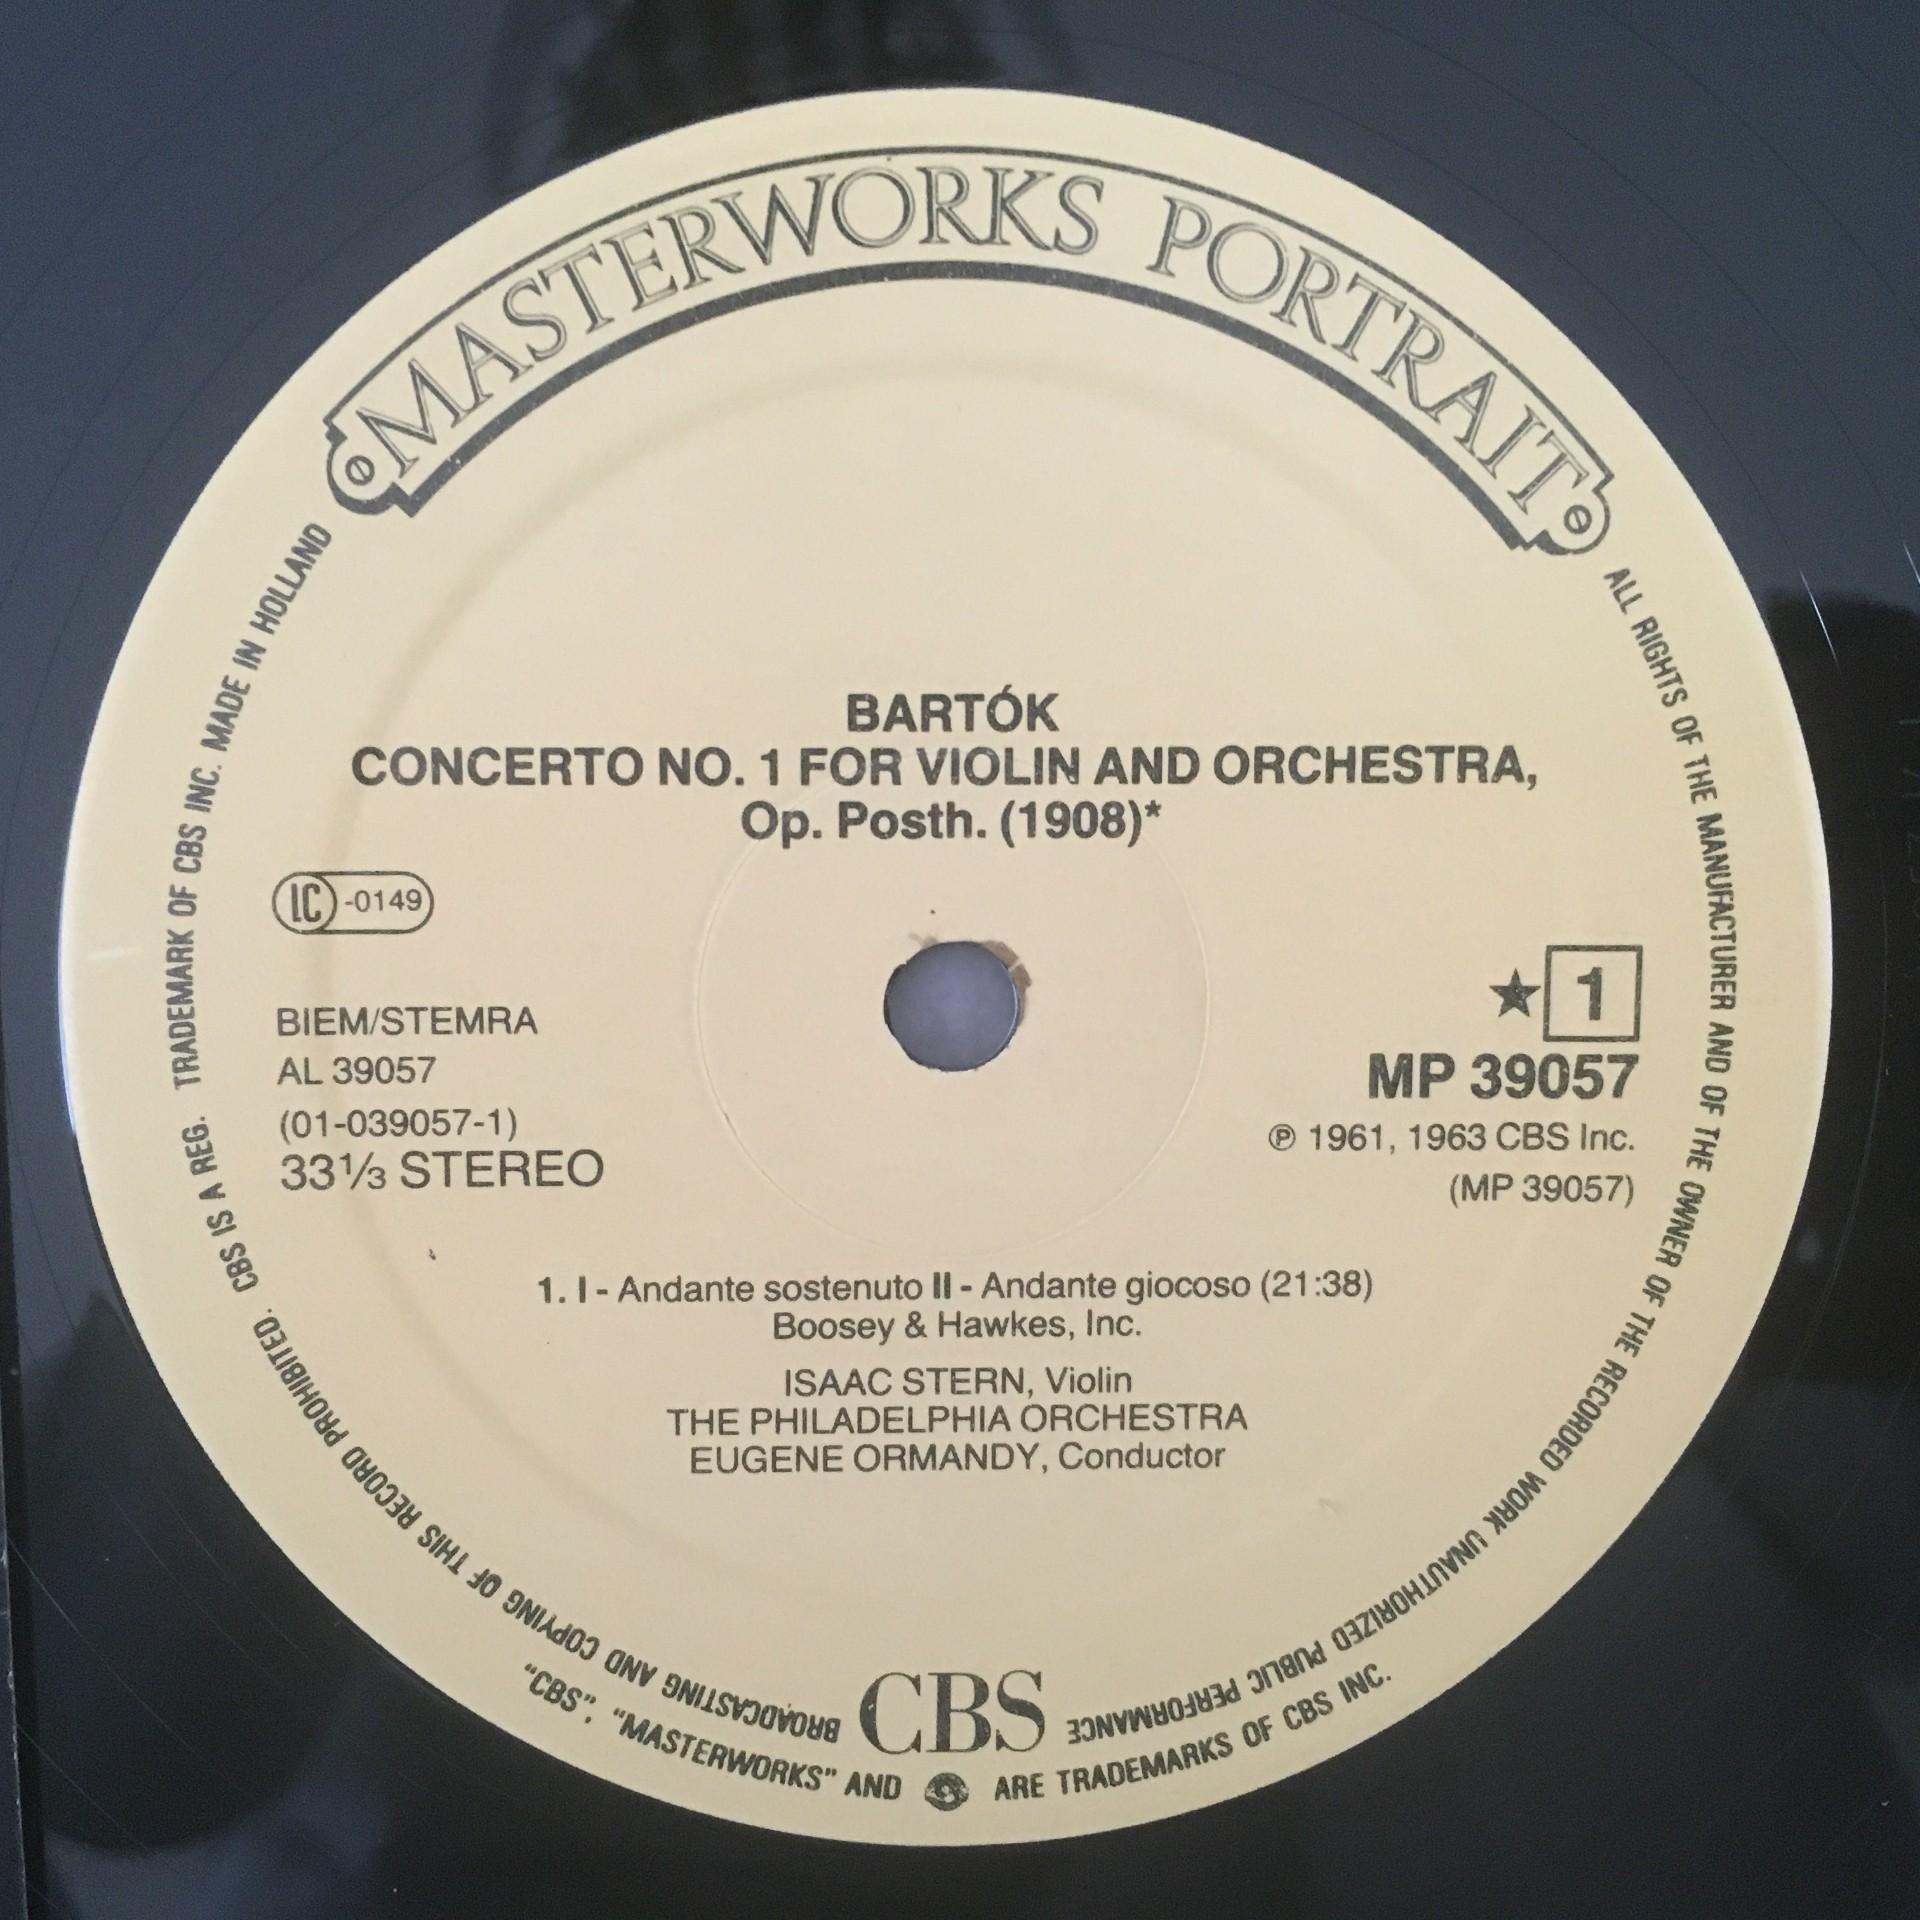 MASTERWORKS PORTRAIT
BARTÓK
CONCERTO NO. 1 FOR VIOLIN AND ORCHESTRA,
Op. Posth. (1908)*
LC -0149
BIEM/STEMRA
AL 39057
(01-039057-1)
33⅓ STEREO
★ 1
MP 39057
℗ 1961, 1963 CBS Inc.
(MP 39057)
1. I - Andante sostenuto II - Andante giocoso (21:38)
Boosey & Hawkes, Inc.
ISAAC STERN, Violin
THE PHILADELPHIA ORCHESTRA
EUGENE ORMANDY, Conductor
ALL RIGHTS OF THE MANUFACTURER AND OF THE OWNER OF THE RECORDED WORK UNAUTHORIZED PUBLIC PERFORMANCE BROADCASTING AND COPYING OF THIS RECORD PROHIBITED. CBS IS A REG. TRADEMARK OF CBS INC. MADE IN HOLLAND
CBS
"CBS", "MASTERWORKS" AND ARE TRADEMARKS OF CBS INC.